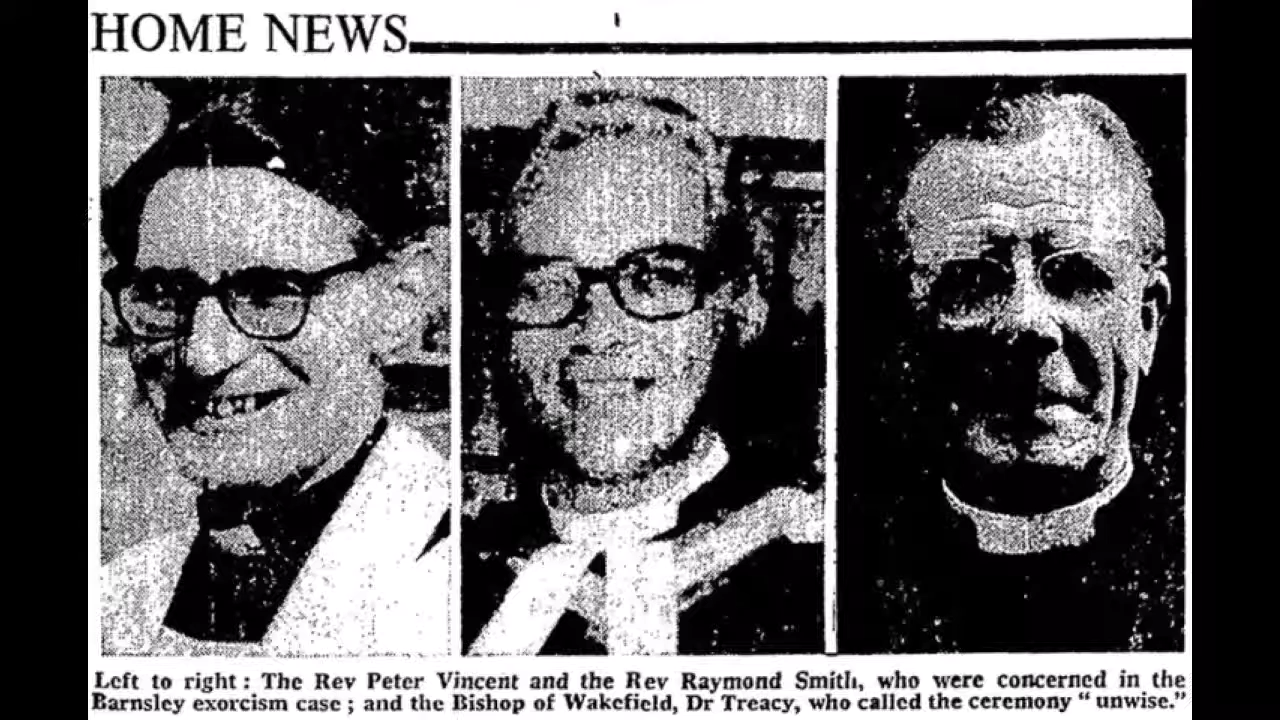 HOME NEWS
Left to right : The Rev Peter Vincent and the Rev Raymond Smith, who were concerned in the
Barnsley exorcism case ; and the Bishop of Wakefield, Dr Treacy, who called the ceremony “ unwise.”